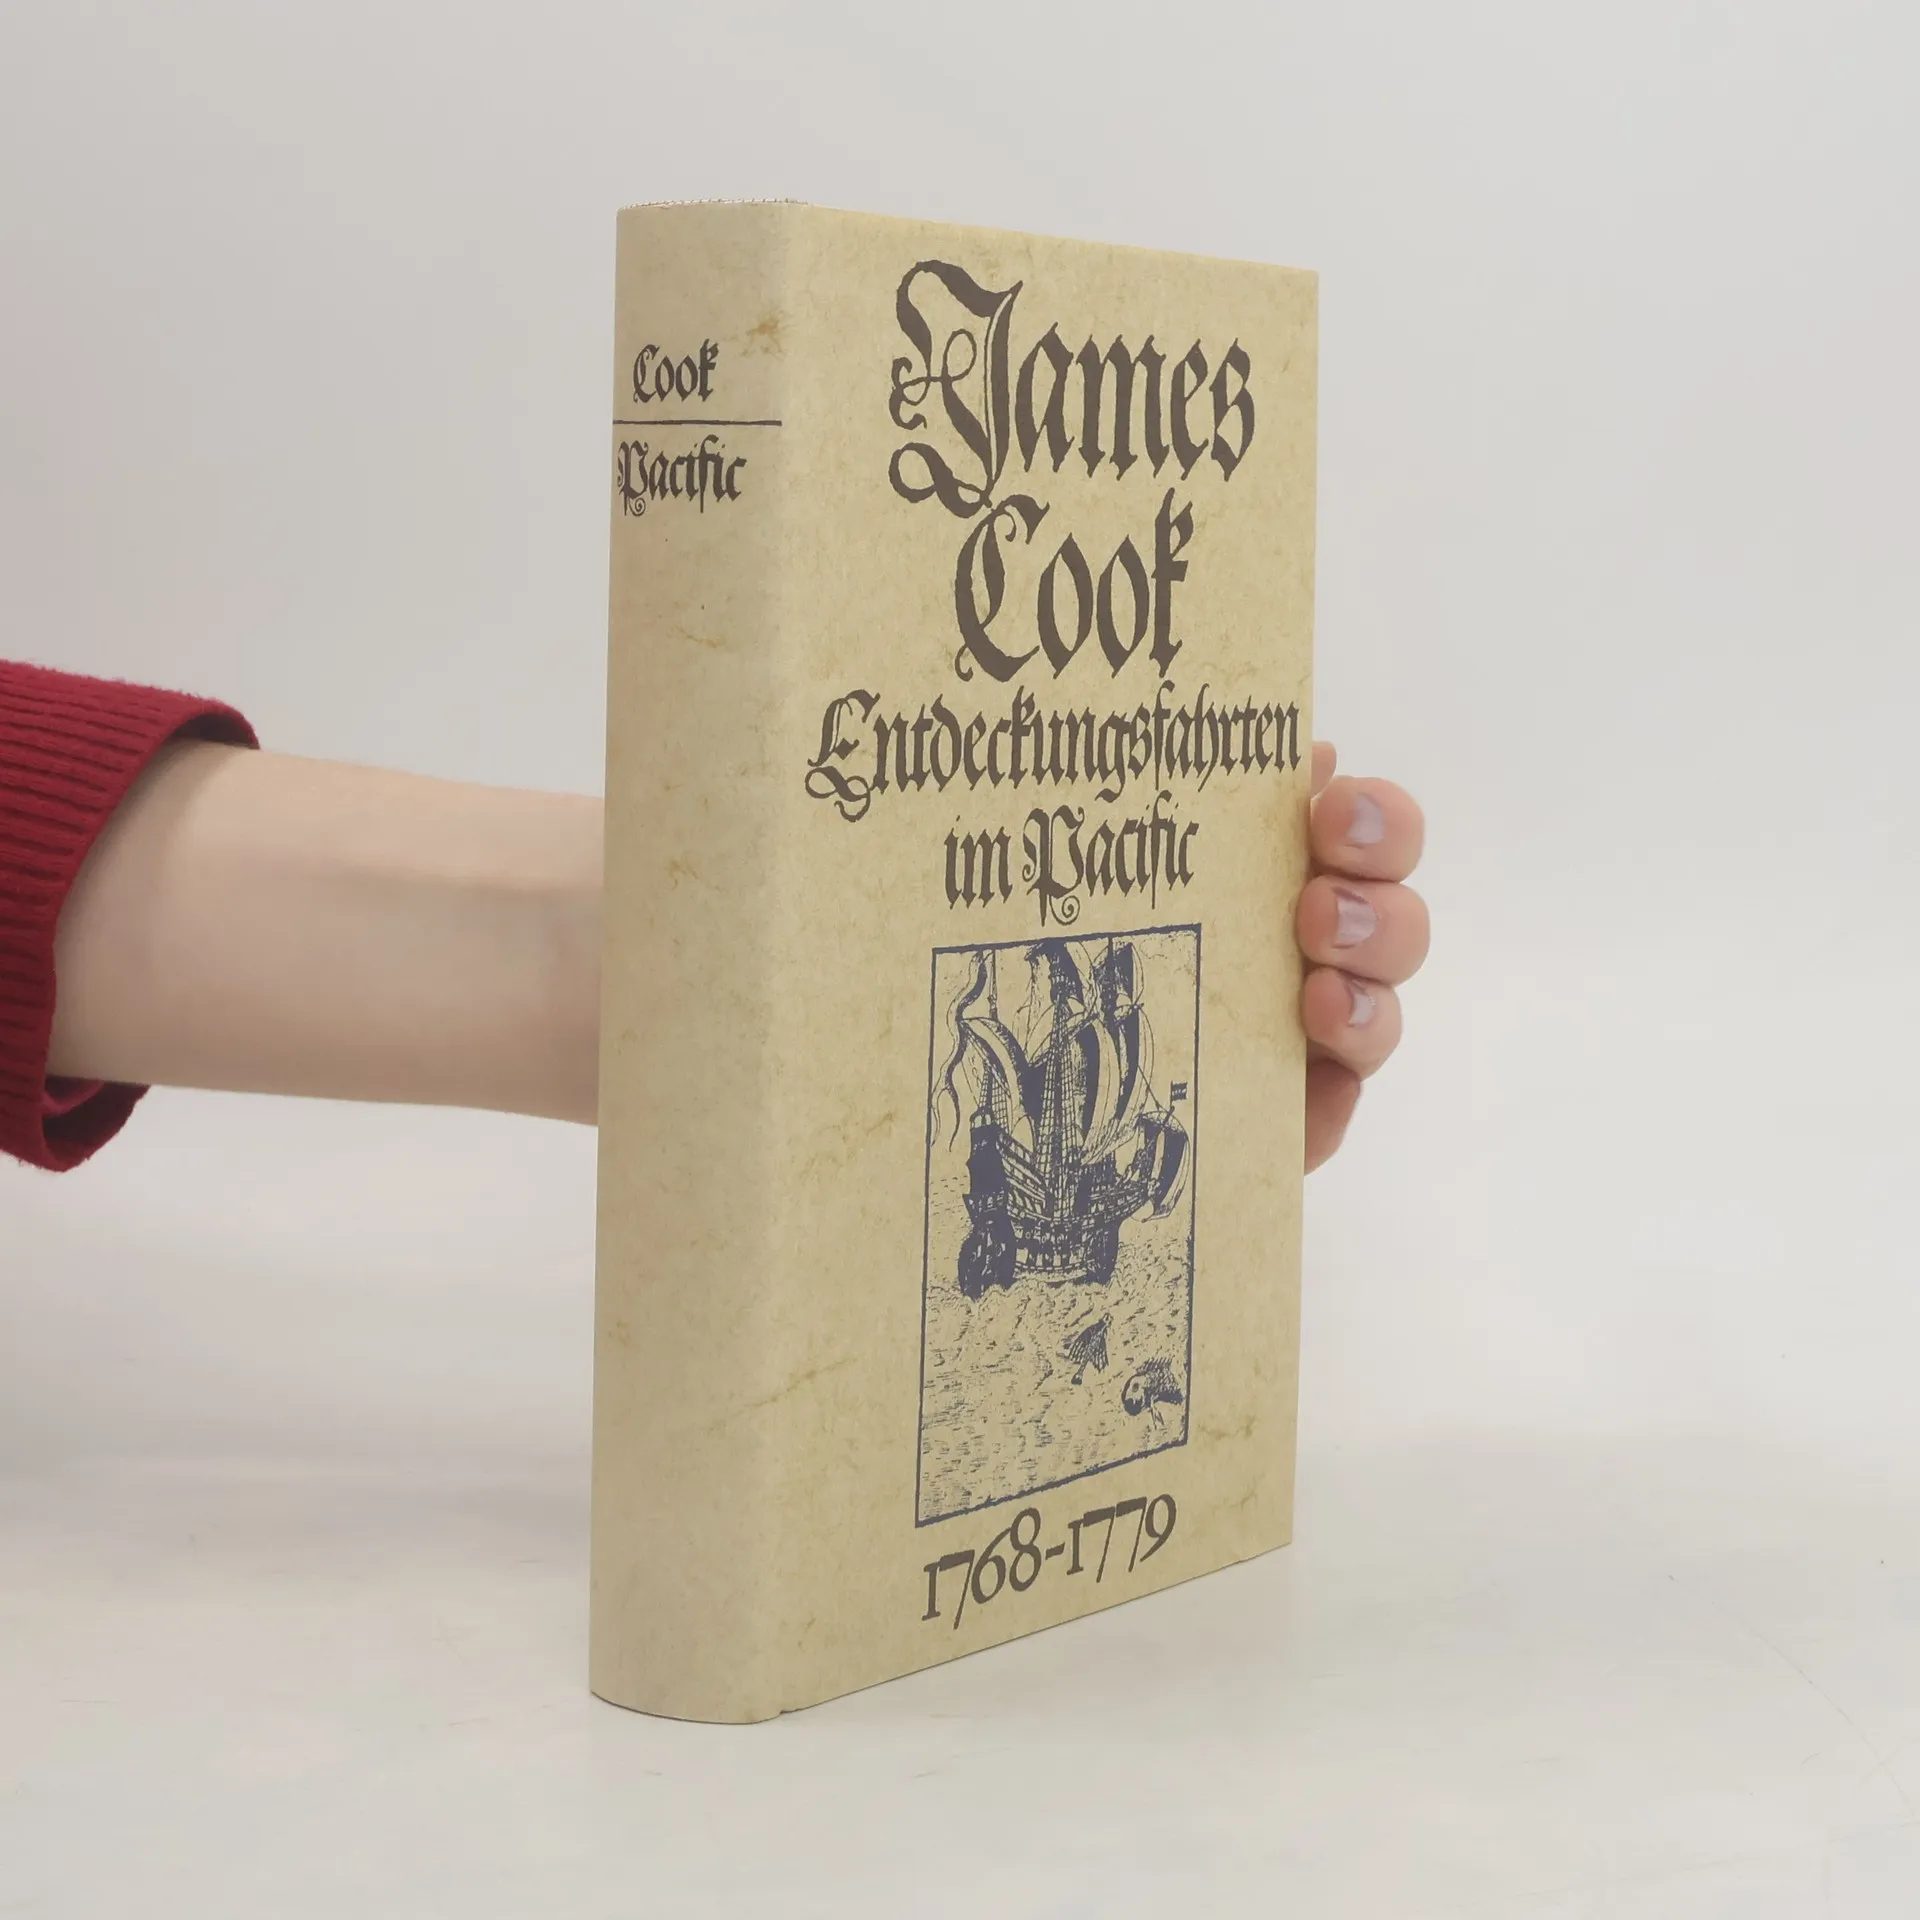 Cook
Pacific
James
Cook
Entdeckungsfahrten
im Pacific
1768-1779